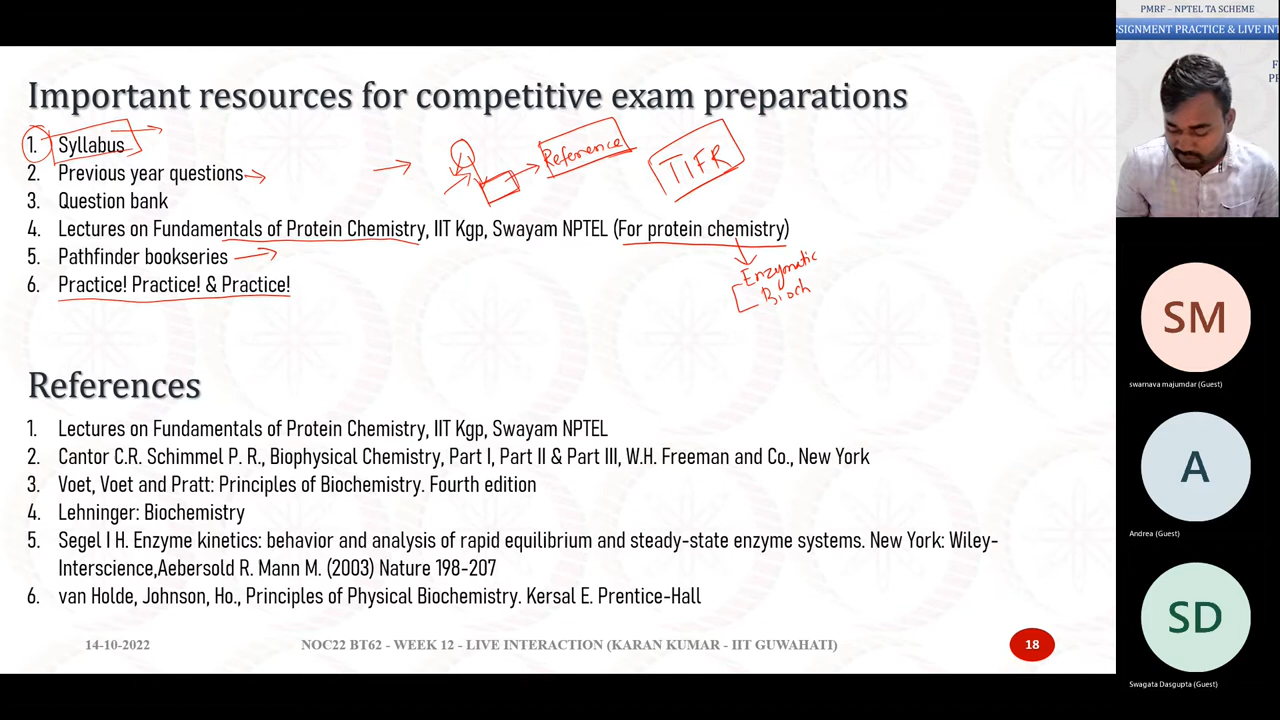 PMRF – NPTEL TA SCHEME
SSIGNMENT PRACTICE & LIVE INT
F
PI
Important resources for competitive exam preparations
1. Syllabus
2. Previous year questions
3. Question bank
4. Lectures on Fundamentals of Protein Chemistry, IIT Kgp, Swayam NPTEL (For protein chemistry)
5. Pathfinder bookseries
6. Practice! Practice! & Practice!
Reference
TIFR
Enzymatic
Bioch
References
1. Lectures on Fundamentals of Protein Chemistry, IIT Kgp, Swayam NPTEL
2. Cantor C.R. Schimmel P. R., Biophysical Chemistry, Part I, Part II & Part III, W.H. Freeman and Co., New York
3. Voet, Voet and Pratt: Principles of Biochemistry. Fourth edition
4. Lehninger: Biochemistry
5. Segel I H. Enzyme kinetics: behavior and analysis of rapid equilibrium and steady-state enzyme systems. New York: Wiley-
Interscience,Aebersold R. Mann M. (2003) Nature 198-207
6. van Holde, Johnson, Ho., Principles of Physical Biochemistry. Kersal E. Prentice-Hall
14-10-2022 NOC22 BT62 - WEEK 12 - LIVE INTERACTION (KARAN KUMAR - IIT GUWAHATI) 18
SM
swarnava majumdar (Guest)
A
Andrea (Guest)
SD
Swagata Dasgupta (Guest)